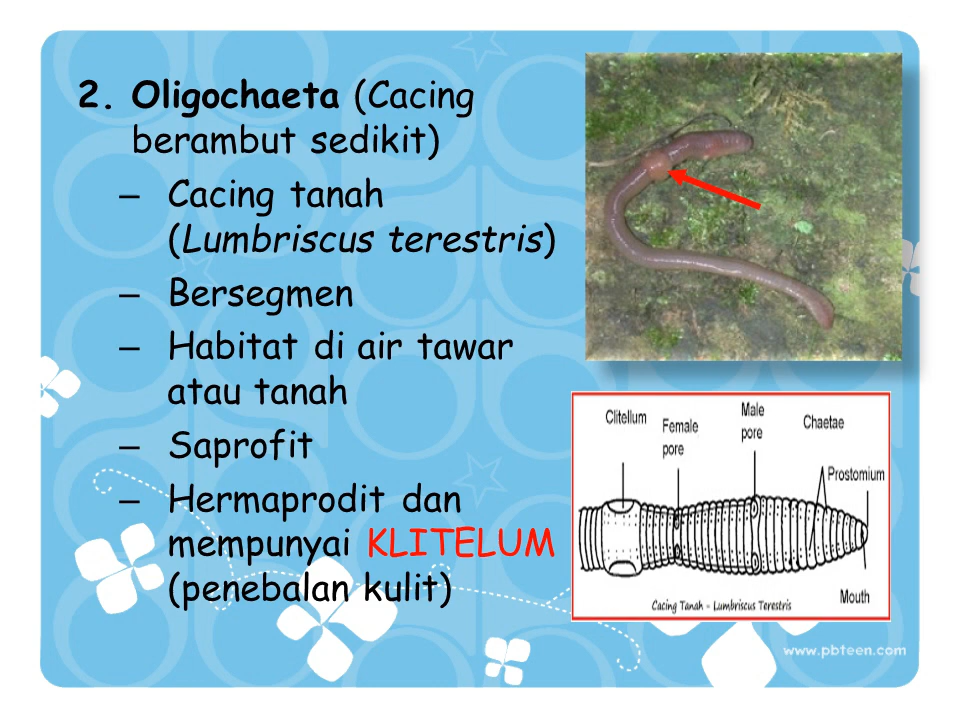 2. Oligochaeta (Cacing
berambut sedikit)
– Cacing tanah
(Lumbriscus terestris)
– Bersegmen
– Habitat di air tawar
atau tanah
– Saprofit
– Hermaprodit dan
mempunyai KLITELUM
(penebalan kulit)
Clitellum
Female
pore
Male
pore
Chaetae
Prostomium
Mouth
Cacing Tanah = Lumbriscus Terestris
www.pbteen.com